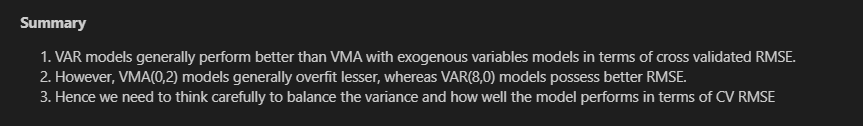 Summary
1. VAR models generally perform better than VMA with exogenous variables models in terms of cross validated RMSE.
2. However, VMA(0,2) models generally overfit lesser, whereas VAR(8,0) models possess better RMSE.
3. Hence we need to think carefully to balance the variance and how well the model performs in terms of CV RMSE